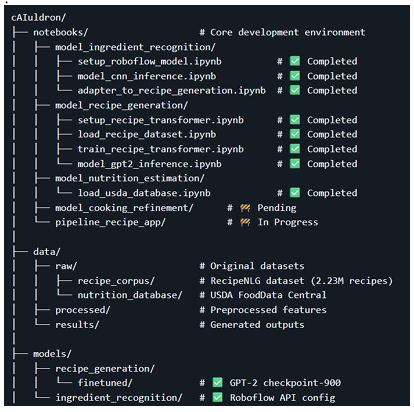 cAIuldron/
├── notebooks/ # Core development environment
│ ├── model_ingredient_recognition/
│ │ ├── setup_roboflow_model.ipynb # ✅ Completed
│ │ ├── model_cnn_inference.ipynb # ✅ Completed
│ │ └── adapter_to_recipe_generation.ipynb # ✅ Completed
│ ├── model_recipe_generation/
│ │ ├── setup_recipe_transformer.ipynb # ✅ Completed
│ │ ├── load_recipe_dataset.ipynb # ✅ Completed
│ │ ├── train_recipe_transformer.ipynb # ✅ Completed
│ │ └── model_gpt2_inference.ipynb # ✅ Completed
│ ├── model_nutrition_estimation/
│ │ └── load_usda_database.ipynb # ✅ Completed
│ ├── model_cooking_refinement/ # 🚧 Pending
│ └── pipeline_recipe_app/ # 🚧 In Progress
│
├── data/
│ ├── raw/ # Original datasets
│ │ ├── recipe_corpus/ # RecipeNLG dataset (2.23M recipes)
│ │ └── nutrition_database/ # USDA FoodData Central
│ ├── processed/ # Preprocessed features
│ └── results/ # Generated outputs
│
├── models/
│ ├── recipe_generation/
│ │ └── finetuned/ # ✅ GPT-2 checkpoint-900
│ └── ingredient_recognition/ # ✅ Roboflow API config